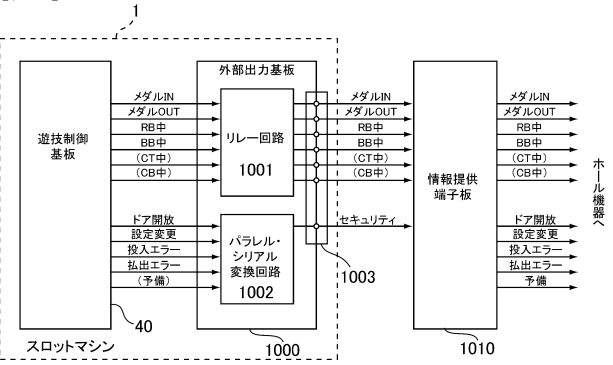 1
外部出力基板
遊技制御
基板
メダルIN
メダルOUT
RB中
BB中
(CT中)
(CB中)
ドア開放
設定変更
投入エラー
払出エラー
(予備)
リレー回路
1001
パラレル・
シリアル
変換回路
1002
メダルIN
メダルOUT
RB中
BB中
(CT中)
(CB中)
セキュリティ
1003
情報提供
端子板
メダルIN
メダルOUT
RB中
BB中
(CT中)
(CB中)
ドア開放
設定変更
投入エラー
払出エラー
予備
ホール機器へ
40
スロットマシン
1000
1010